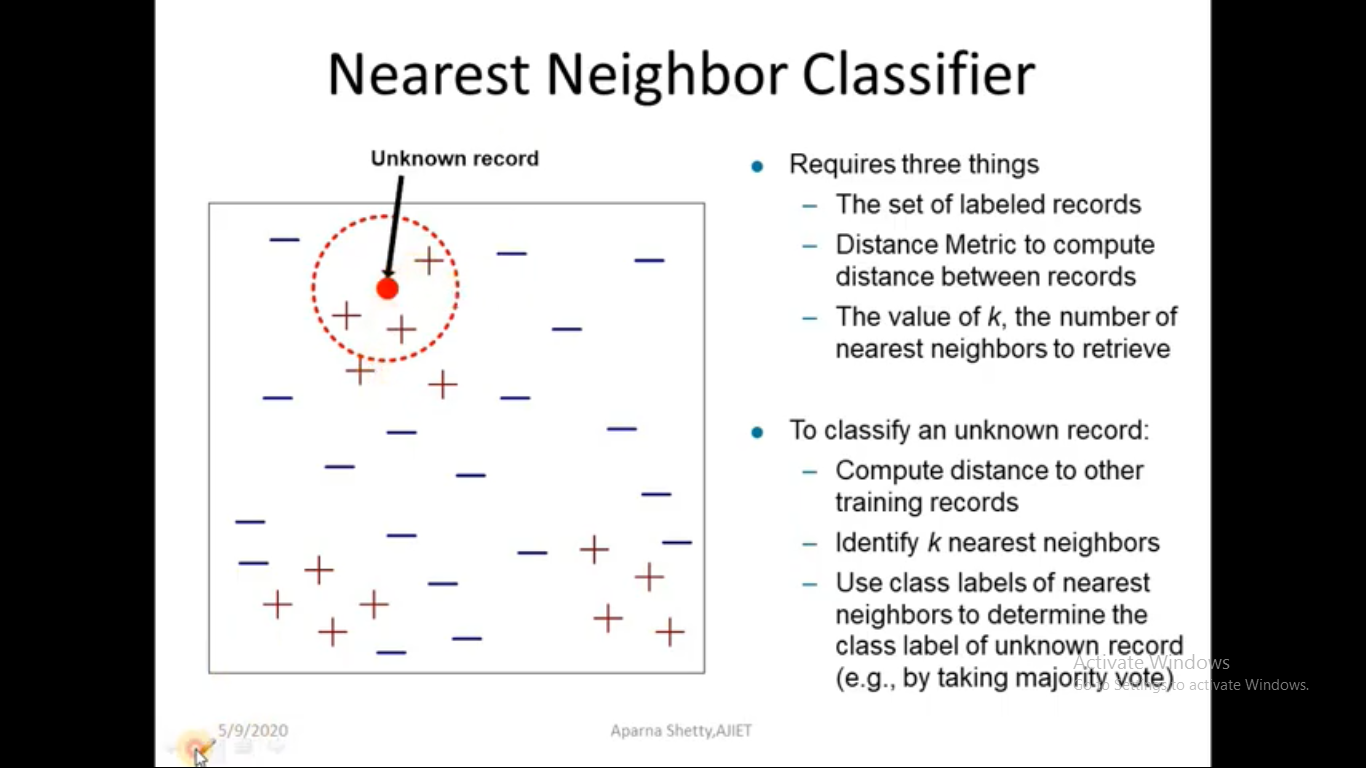 Nearest Neighbor Classifier
Unknown record
Requires three things
– The set of labeled records
– Distance Metric to compute
distance between records
– The value of k, the number of
nearest neighbors to retrieve
To classify an unknown record:
– Compute distance to other
training records
– Identify k nearest neighbors
– Use class labels of nearest
neighbors to determine the
class label of unknown record
(e.g., by taking majority vote)
Activate Windows
Go to Settings to activate Windows.
5/9/2020
Aparna Shetty,AJIET